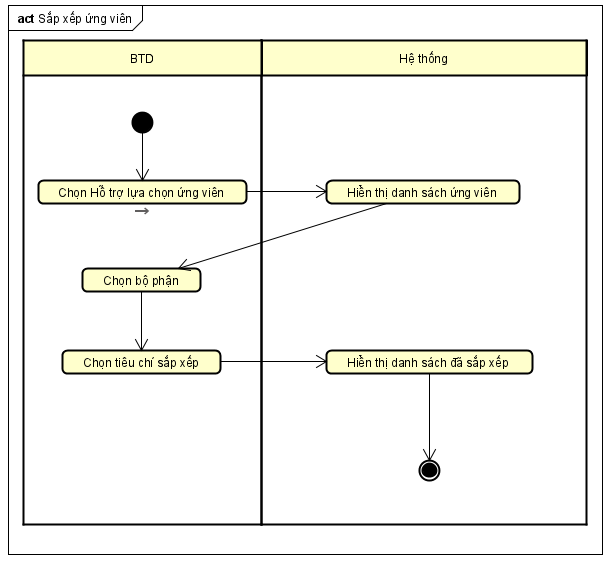 act Sắp xếp ứng viên
BTD
Hệ thống
Chọn Hỗ trợ lựa chọn ứng viên
Hiển thị danh sách ứng viên
Chọn bộ phận
Chọn tiêu chí sắp xếp
Hiển thị danh sách đã sắp xếp